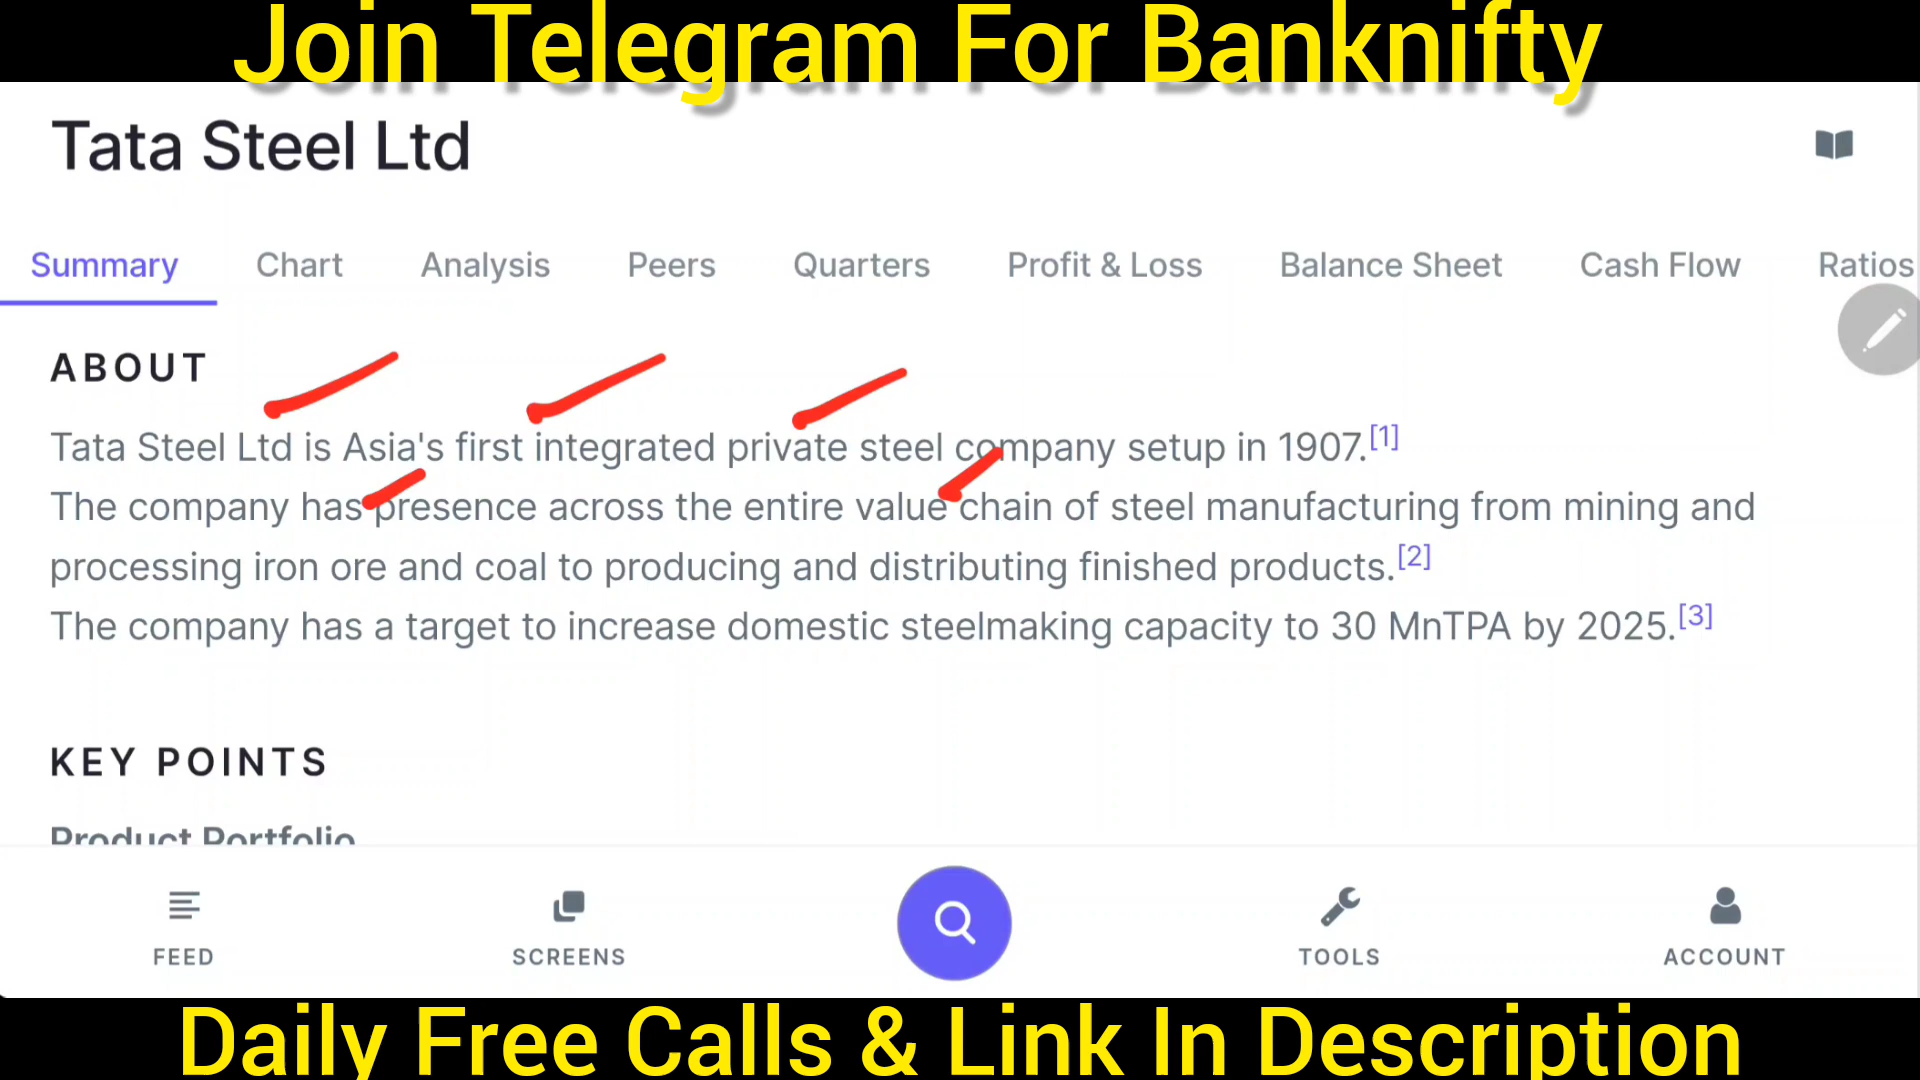 Join Telegram For Banknifty
Tata Steel Ltd
Summary Chart Analysis Peers Quarters Profit & Loss Balance Sheet Cash Flow Ratios
ABOUT
Tata Steel Ltd is Asia's first integrated private steel company setup in 1907.[1]
The company has presence across the entire value chain of steel manufacturing from mining and
processing iron ore and coal to producing and distributing finished products.[2]
The company has a target to increase domestic steelmaking capacity to 30 MnTPA by 2025.[3]
KEY POINTS
Product Portfolio
FEED SCREENS TOOLS ACCOUNT
Daily Free Calls & Link In Description